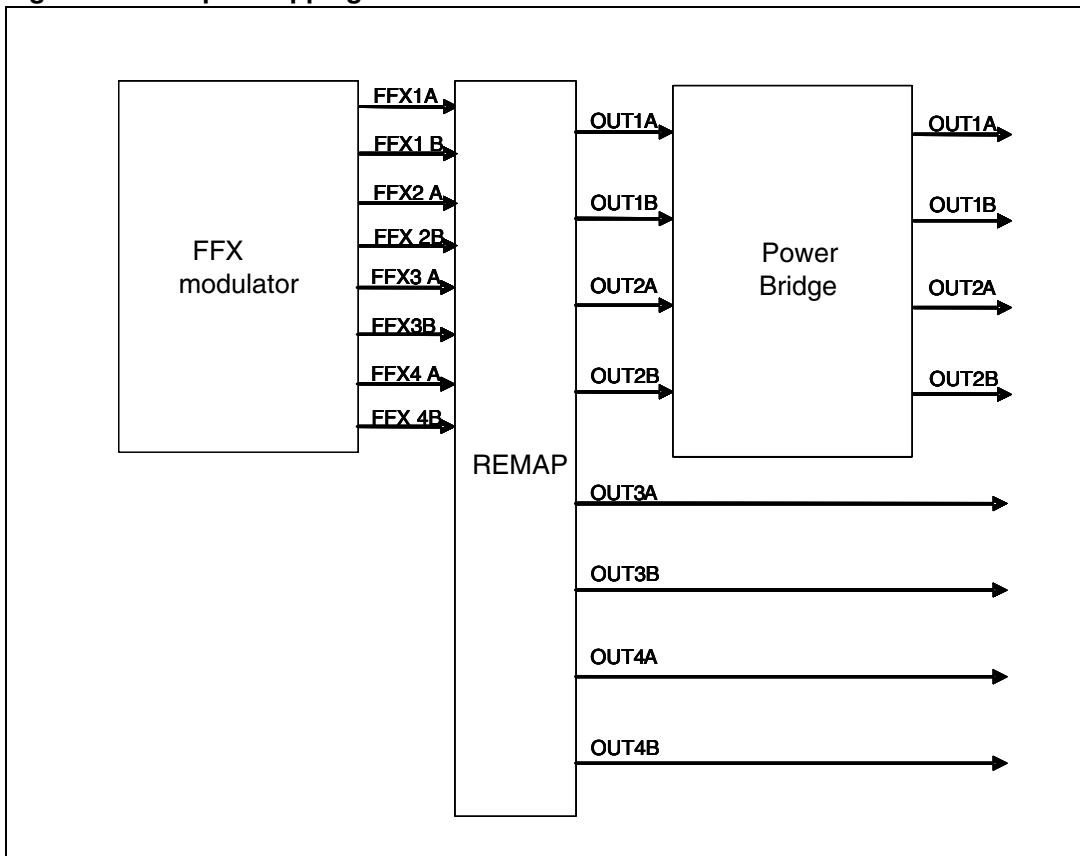 FFX
modulator
FFX1A
FFX1 B
FFX2 A
FFX 2B
FFX3 A
FFX3B
FFX4 A
FFX 4B
REMAP
OUT1A
OUT1B
OUT2A
OUT2B
OUT3A
OUT3B
OUT4A
OUT4B
Power
Bridge
OUT1A
OUT1B
OUT2A
OUT2B